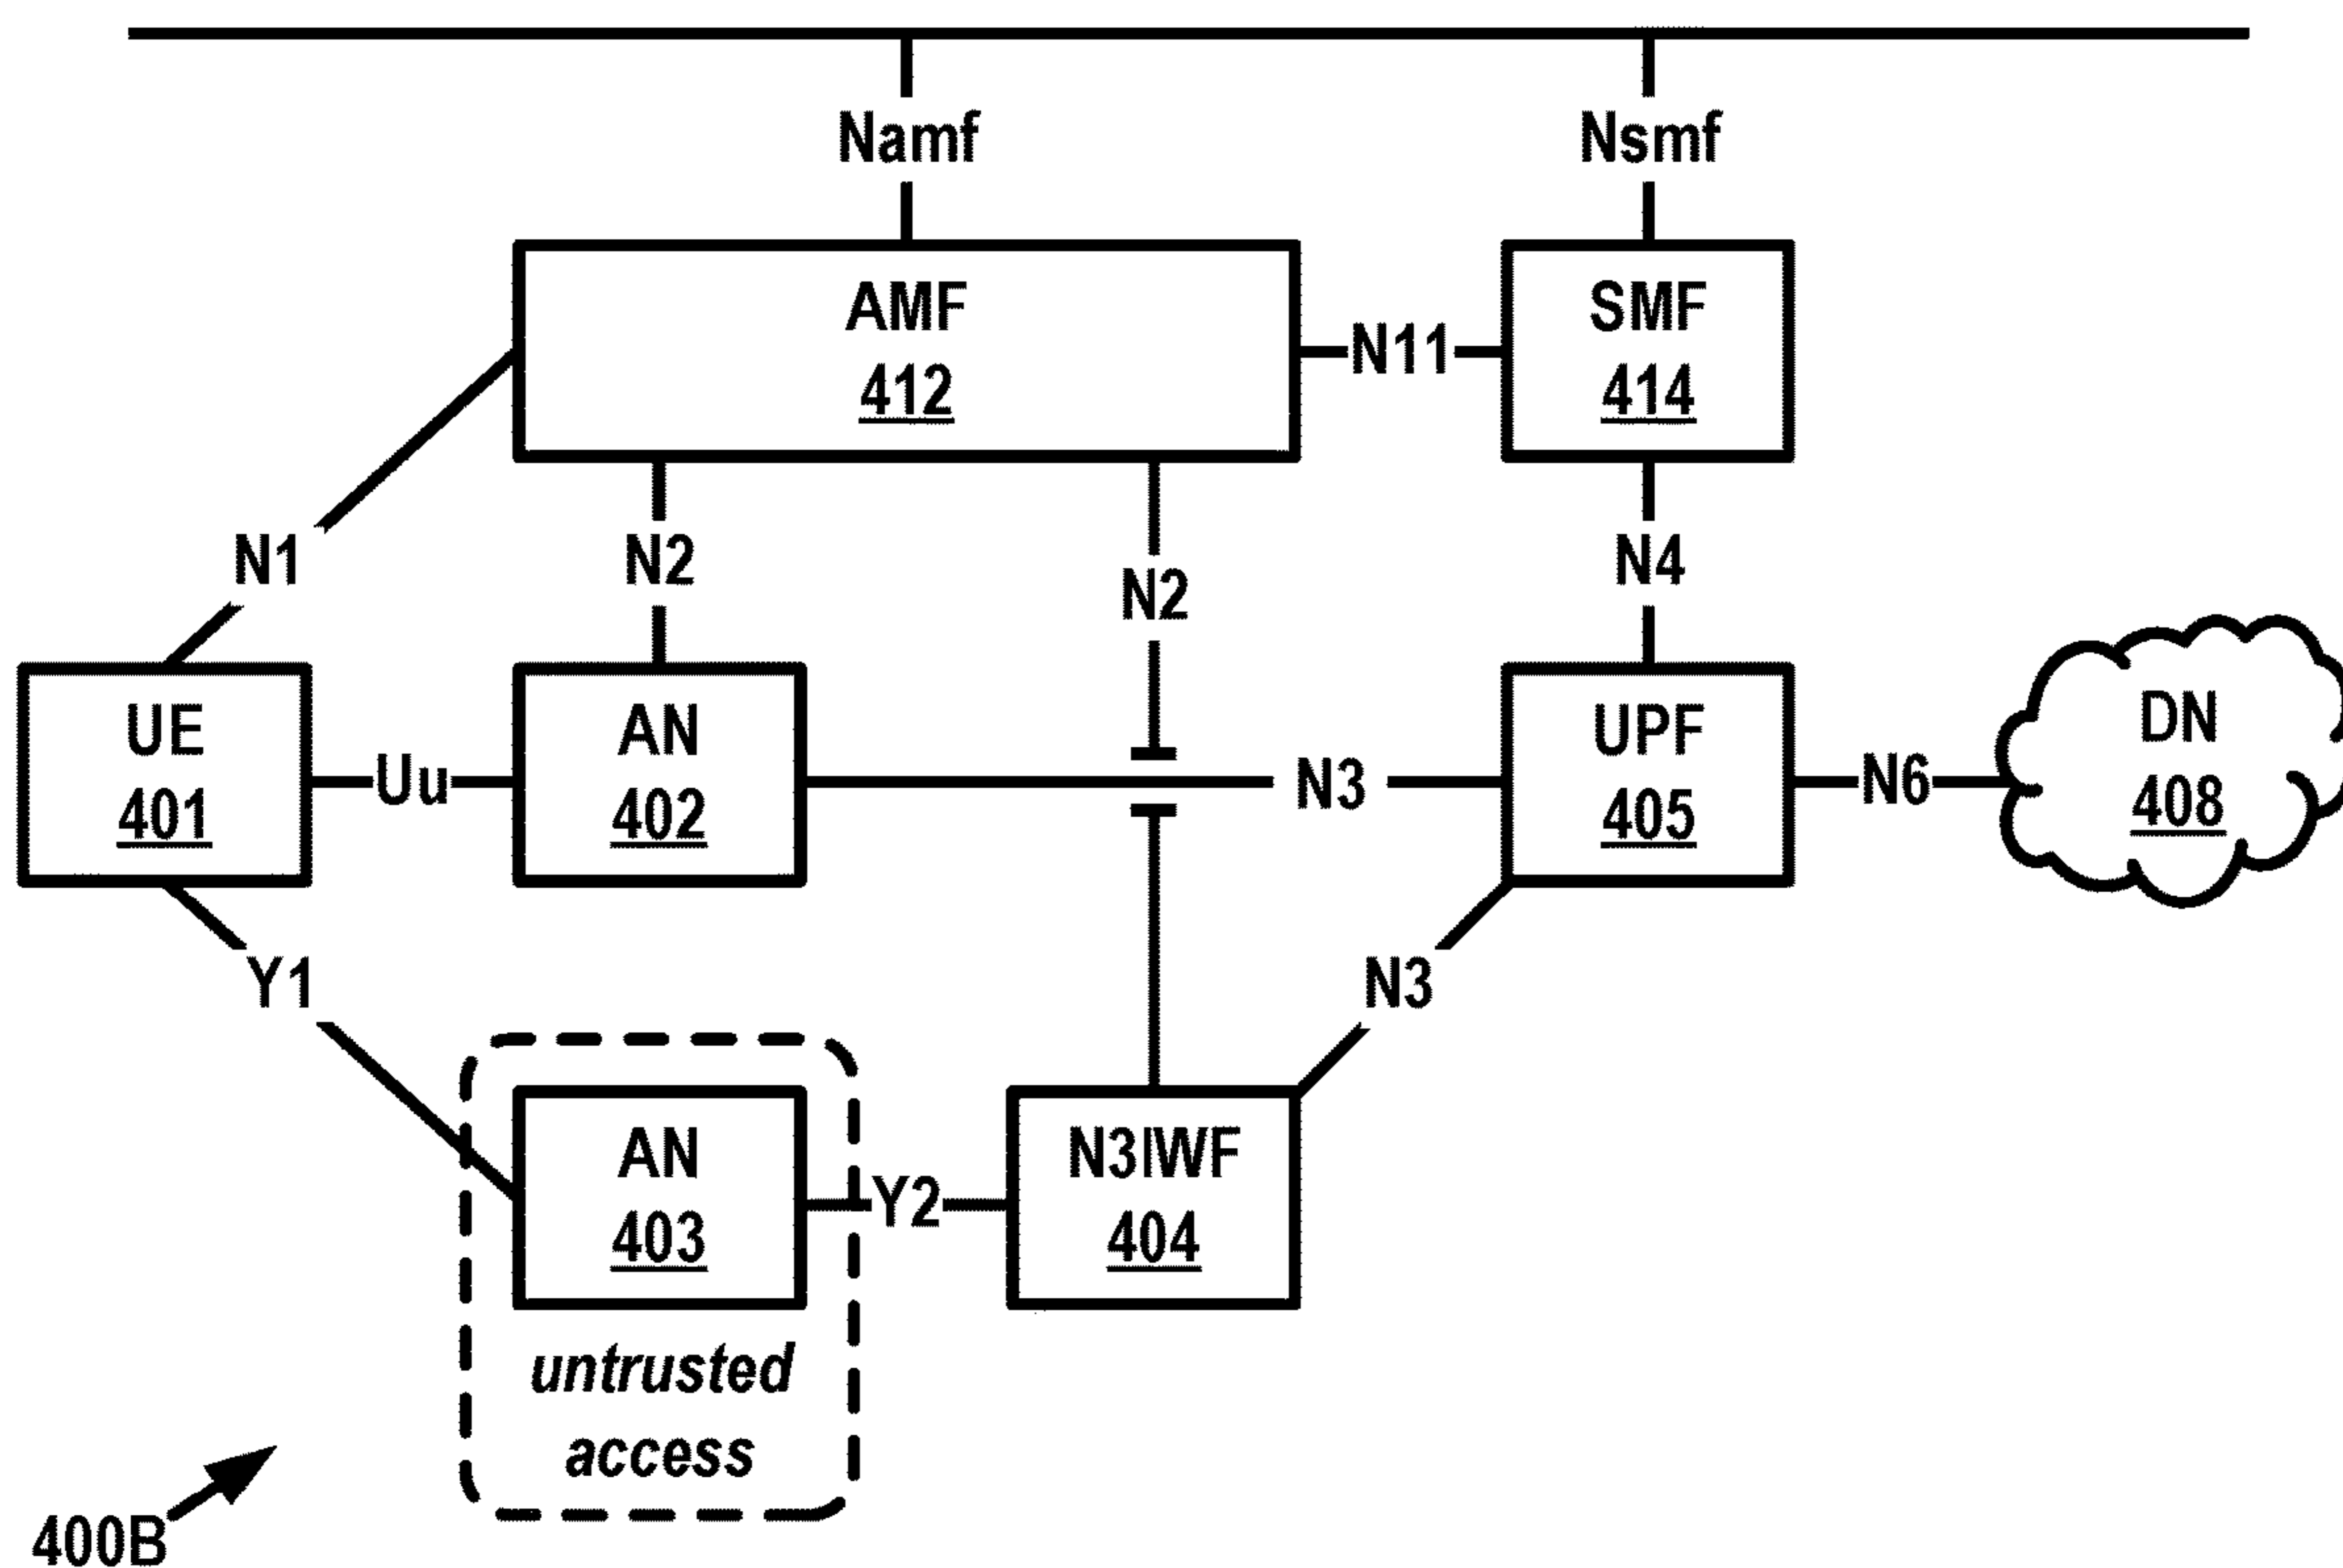 Namf
Nsmf
AMF
412
N11
SMF
414
N1
N2
N2
N4
UE
401
Uu
AN
402
N3
UPF
405
N6
DN
408
Y1
N3
AN
403
Y2
N3IWF
404
untrusted
access
400B